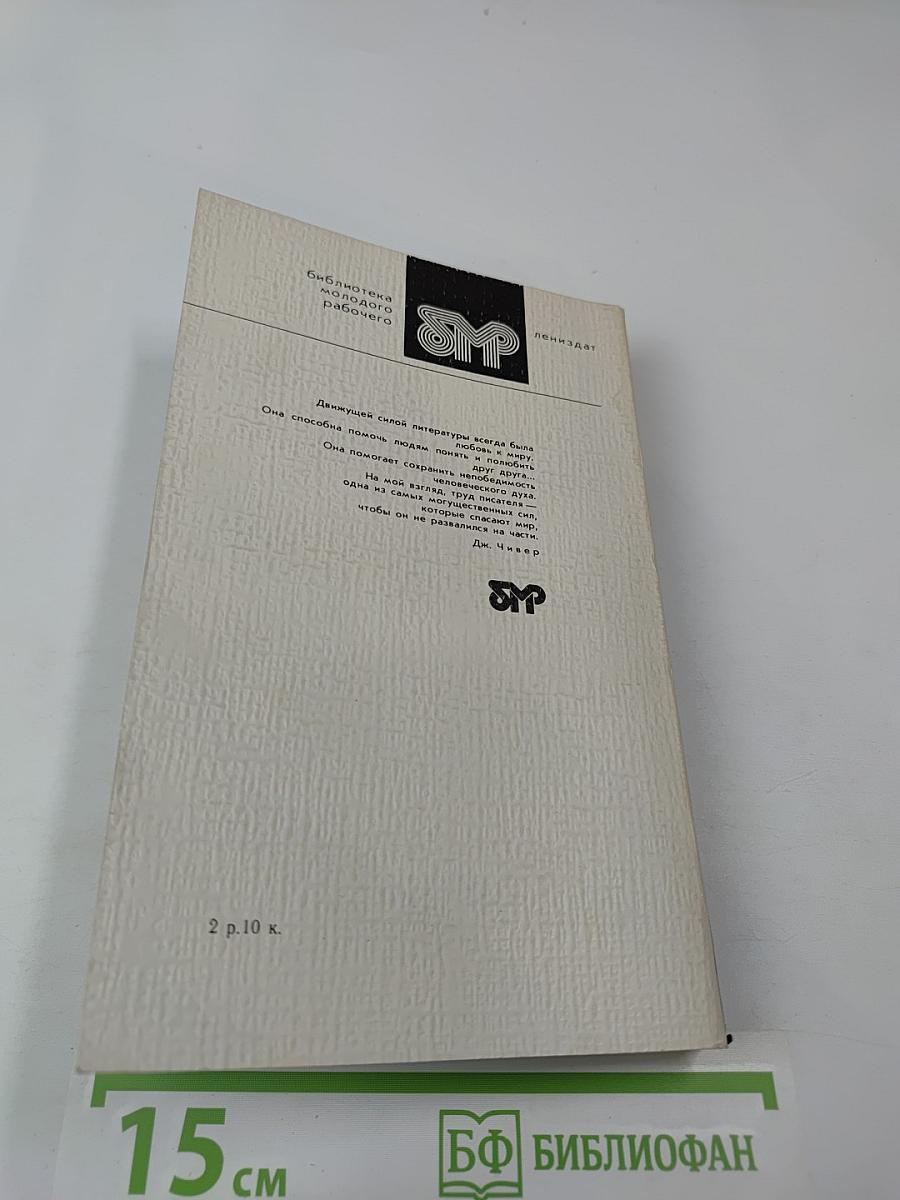 библиотека
молодого
рабочего
бмр
лениздат
Движущей силой литературы всегда была
любовь к миру.
Она способна помочь людям понять и полюбить
друг друга...
Она помогает сохранить непобедимость
человеческого духа.
На мой взгляд, труд писателя —
одна из самых могущественных сил,
которые спасают мир,
чтобы он не развалился на части.
Дж. Чивер
бмр
2 р.10 к.
15 см
БФ БИБЛИОФАН